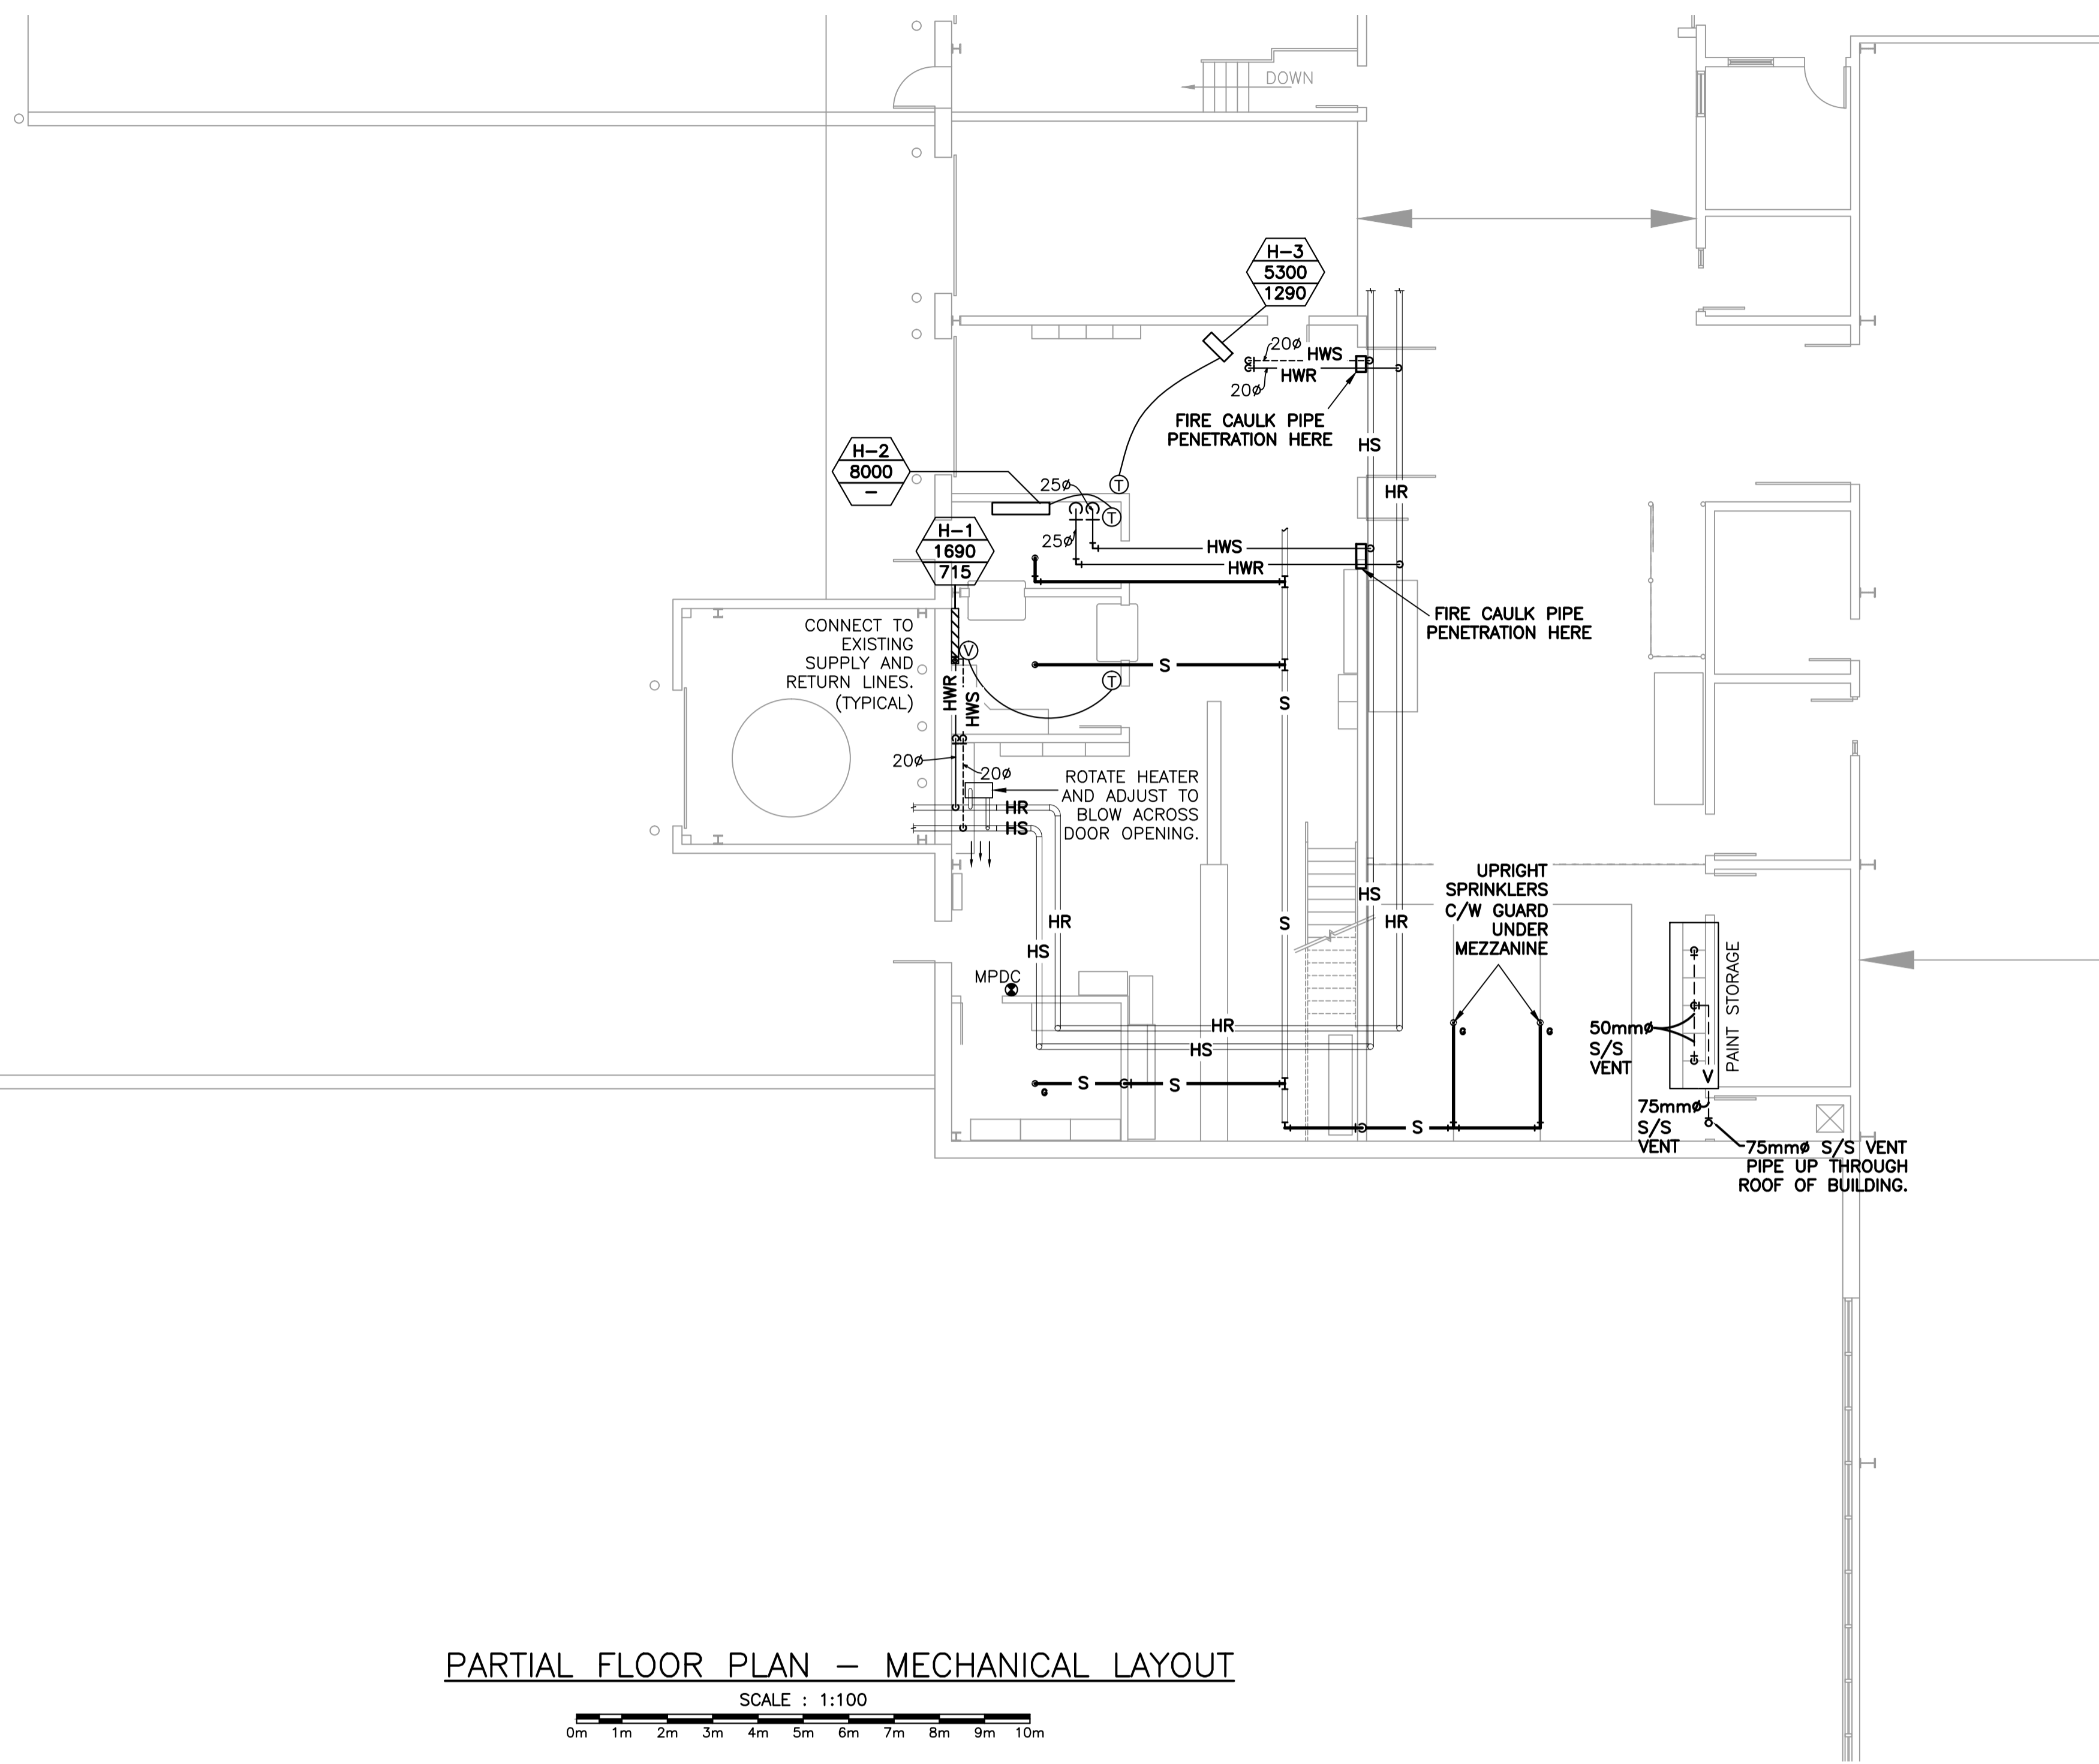 DOWN
H-3
5300
1290
20ø
HWS
HWR
20ø
FIRE CAULK PIPE
PENETRATION HERE
HS
HR
H-2
8000
-
T
25ø
T
25ø
HWS
HWR
H-1
1690
715
FIRE CAULK PIPE
PENETRATION HERE
CONNECT TO
EXISTING
SUPPLY AND
RETURN LINES.
(TYPICAL)
V
S
T
HWR
HWS
S
20ø
20ø
ROTATE HEATER
AND ADJUST TO
BLOW ACROSS
DOOR OPENING.
HR
HS
UPRIGHT
SPRINKLERS
C/W GUARD
UNDER
MEZZANINE
HS
HR
S
HR
HS
MPDC
PAINT STORAGE
HR
HS
G
G
50mmø
S/S
VENT
V
S
S
G
75mmø
S/S
VENT
S
75mmø S/S VENT
PIPE UP THROUGH
ROOF OF BUILDING.
PARTIAL FLOOR PLAN - MECHANICAL LAYOUT
SCALE : 1:100
0m 1m 2m 3m 4m 5m 6m 7m 8m 9m 10m